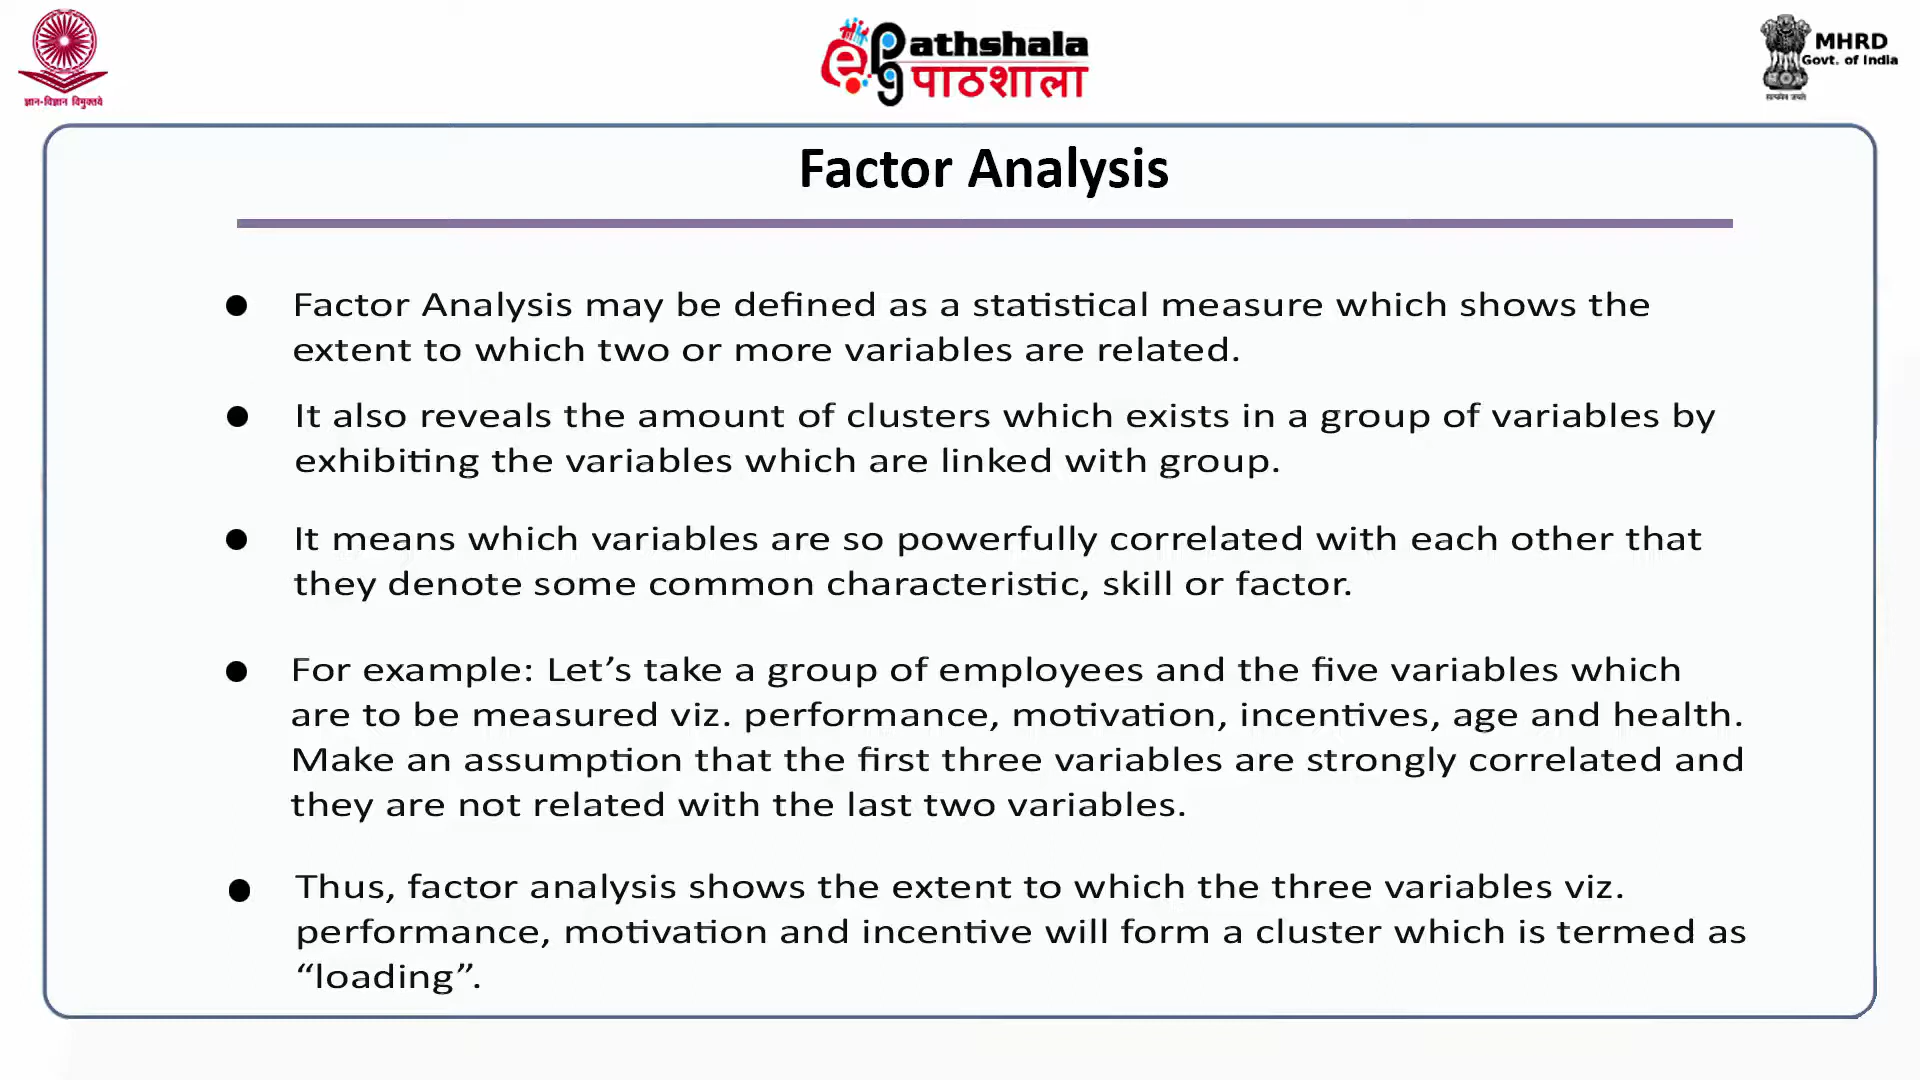 ज्ञान-विज्ञान विमुक्तये
e pg Pathshala
पाठशाला
MHRD
Govt. of India
सत्यमेव जयते
Factor Analysis
● Factor Analysis may be defined as a statistical measure which shows the
extent to which two or more variables are related.
● It also reveals the amount of clusters which exists in a group of variables by
exhibiting the variables which are linked with group.
● It means which variables are so powerfully correlated with each other that
they denote some common characteristic, skill or factor.
● For example: Let’s take a group of employees and the five variables which
are to be measured viz. performance, motivation, incentives, age and health.
Make an assumption that the first three variables are strongly correlated and
they are not related with the last two variables.
● Thus, factor analysis shows the extent to which the three variables viz.
performance, motivation and incentive will form a cluster which is termed as
“loading”.